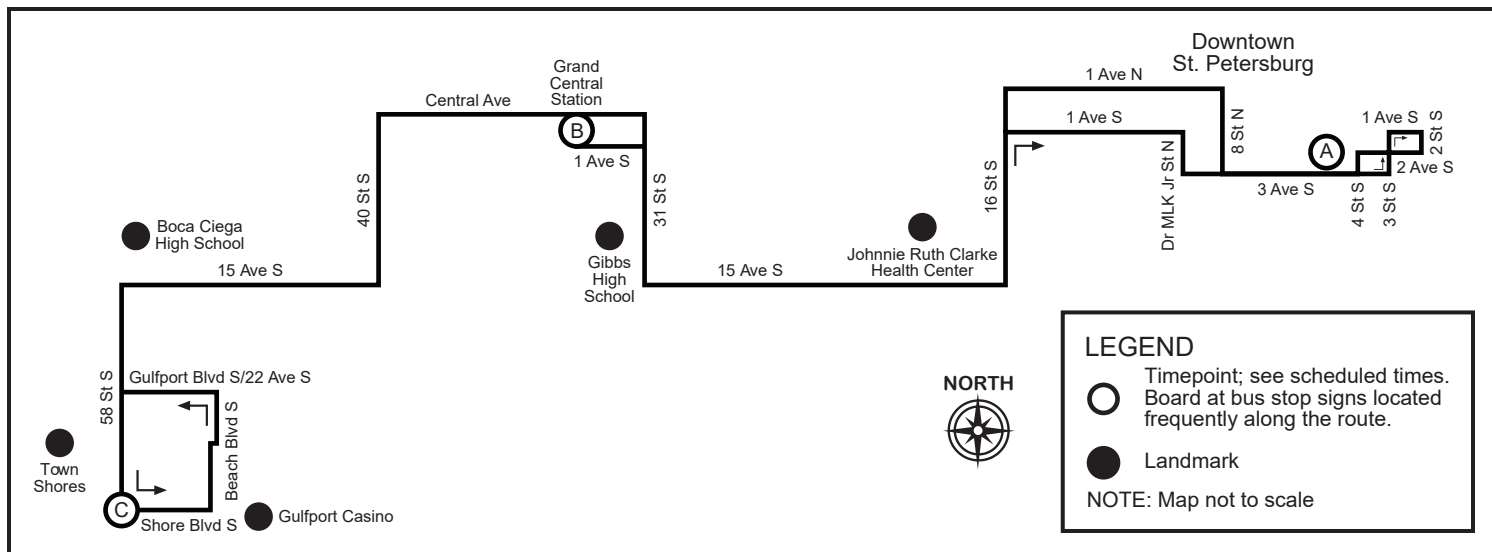 Downtown
St. Petersburg
Grand
Central
Station
Central Ave
B
1 Ave S
1 Ave N
1 Ave S
8 St N
A
1 Ave S
2 St S
2 Ave S
3 Ave S
4 St S
3 St S
Dr MLK Jr St N
16 St S
40 St S
31 St S
Boca Ciega
High School
15 Ave S
Gibbs
High
School
15 Ave S
Johnnie Ruth Clarke
Health Center
58 St S
Gulfport Blvd S/22 Ave S
Beach Blvd S
Town
Shores
C
Shore Blvd S
Gulfport Casino
NORTH
LEGEND
Timepoint; see scheduled times.
Board at bus stop signs located
frequently along the route.
Landmark
NOTE: Map not to scale